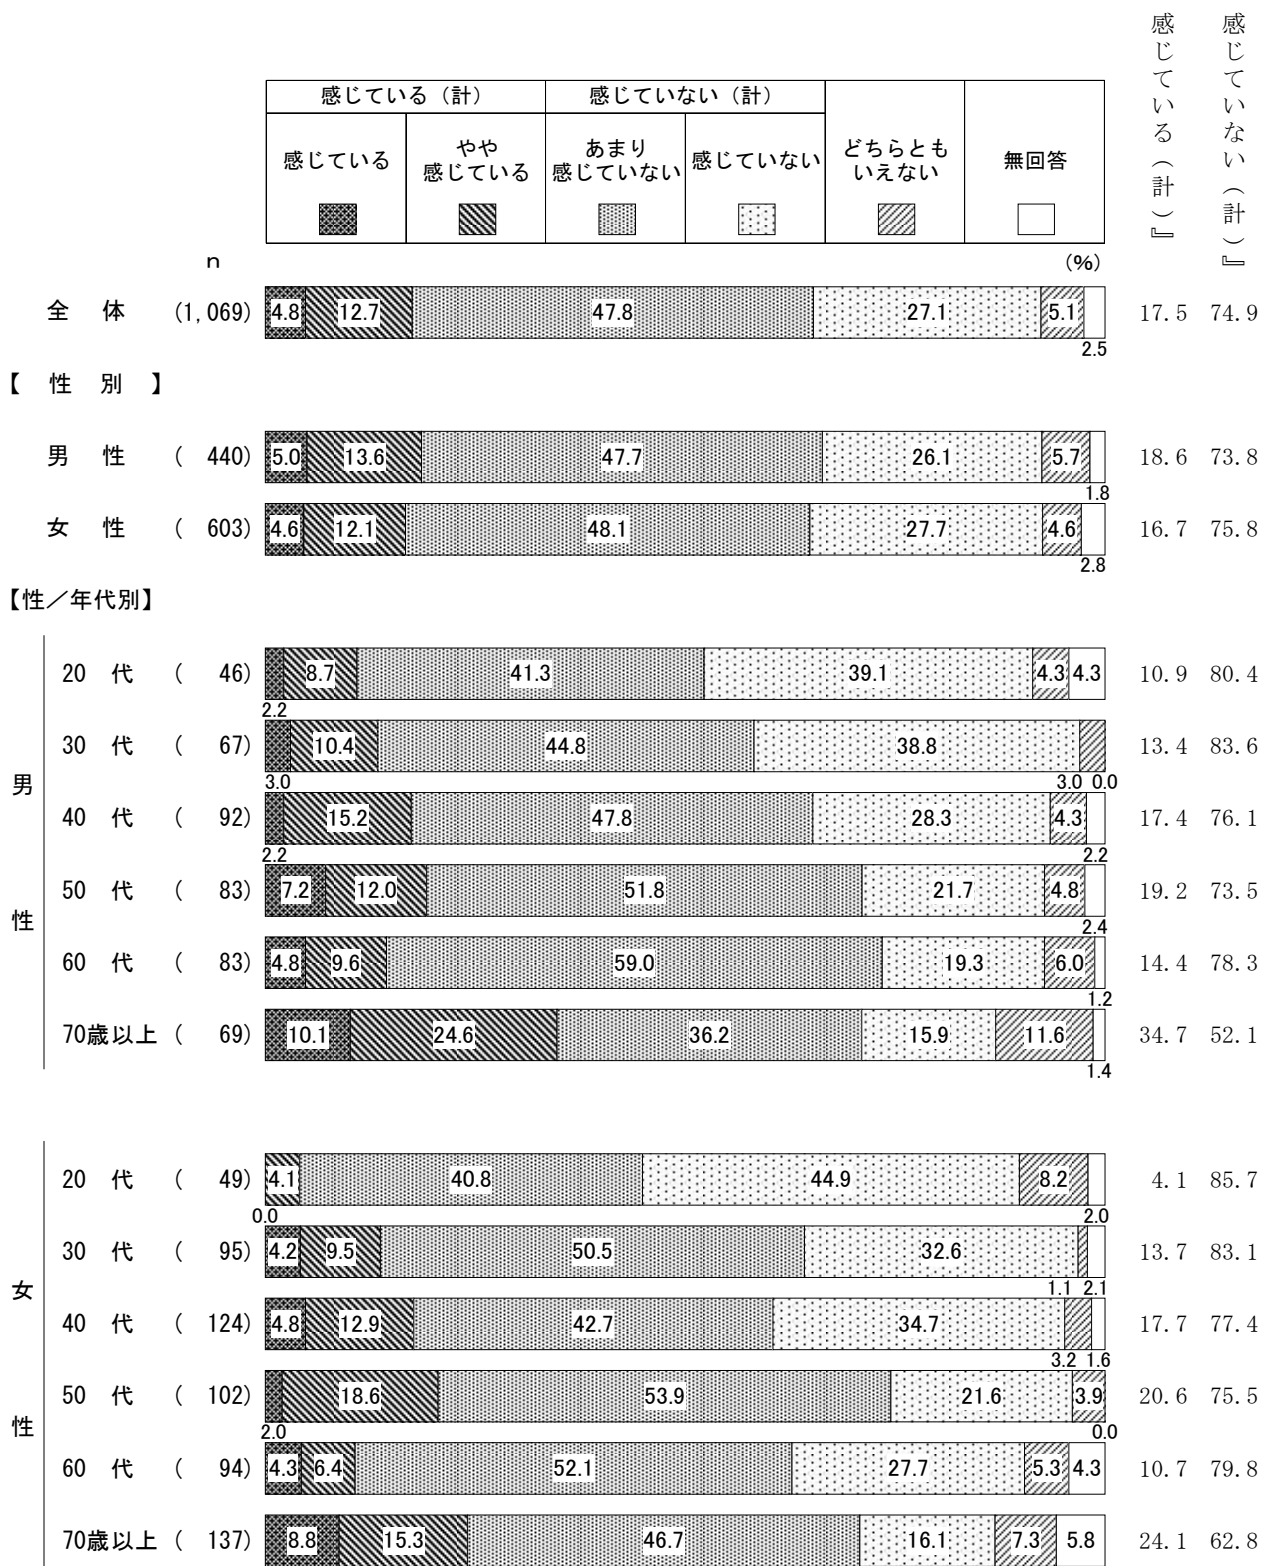 感じている（計）』
感じていない（計）』
感じている（計） 感じていない（計）
感じている
やや
感じている
あまり
感じていない
感じていない
どちらとも
いえない
無回答
n (%)
全 体 (1,069) 4.8 12.7 47.8 27.1 5.1 17.5 74.9
2.5
【 性 別 】
男 性 ( 440) 5.0 13.6 47.7 26.1 5.7 18.6 73.8
1.8
女 性 ( 603) 4.6 12.1 48.1 27.7 4.6 16.7 75.8
2.8
【性／年代別】
男性
20 代 ( 46) 8.7 41.3 39.1 4.3 4.3 10.9 80.4
2.2
30 代 ( 67) 10.4 44.8 38.8 13.4 83.6
3.0 3.0 0.0
40 代 ( 92) 15.2 47.8 28.3 4.3 17.4 76.1
2.2 2.2
50 代 ( 83) 7.2 12.0 51.8 21.7 4.8 19.2 73.5
2.4
60 代 ( 83) 4.8 9.6 59.0 19.3 6.0 14.4 78.3
1.2
70歳以上 ( 69) 10.1 24.6 36.2 15.9 11.6 34.7 52.1
1.4
女性
20 代 ( 49) 4.1 40.8 44.9 8.2 4.1 85.7
0.0 2.0
30 代 ( 95) 4.2 9.5 50.5 32.6 13.7 83.1
1.1 2.1
40 代 ( 124) 4.8 12.9 42.7 34.7 17.7 77.4
3.2 1.6
50 代 ( 102) 18.6 53.9 21.6 3.9 20.6 75.5
2.0 0.0
60 代 ( 94) 4.3 6.4 52.1 27.7 5.3 4.3 10.7 79.8
70歳以上 ( 137) 8.8 15.3 46.7 16.1 7.3 5.8 24.1 62.8